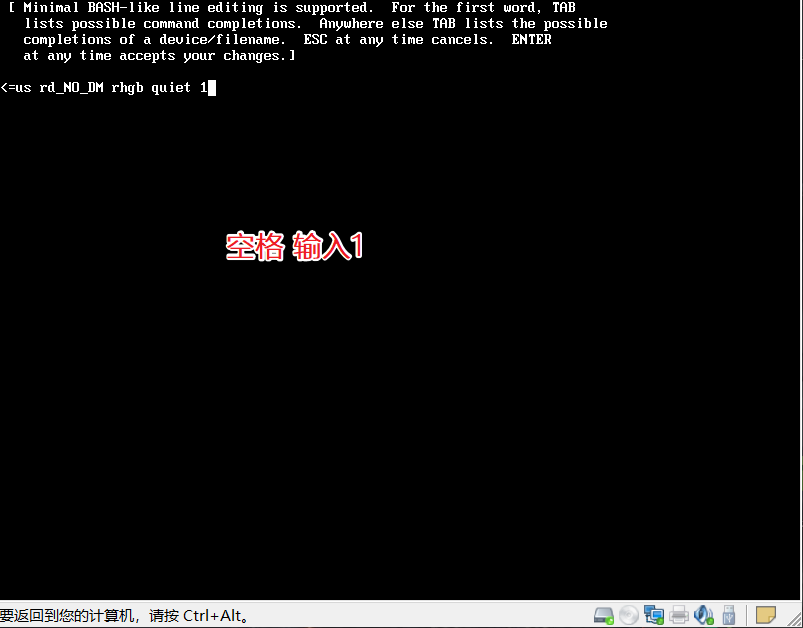 [ Minimal BASH-like line editing is supported.  For the first word, TAB
lists possible command completions.  Anywhere else TAB lists the possible
completions of a device/filename.  ESC at any time cancels.  ENTER
at any time accepts your changes.]
<=us rd_NO_DM rhgb quiet 1
空格 输入1
要返回到您的计算机，请按 Ctrl+Alt。